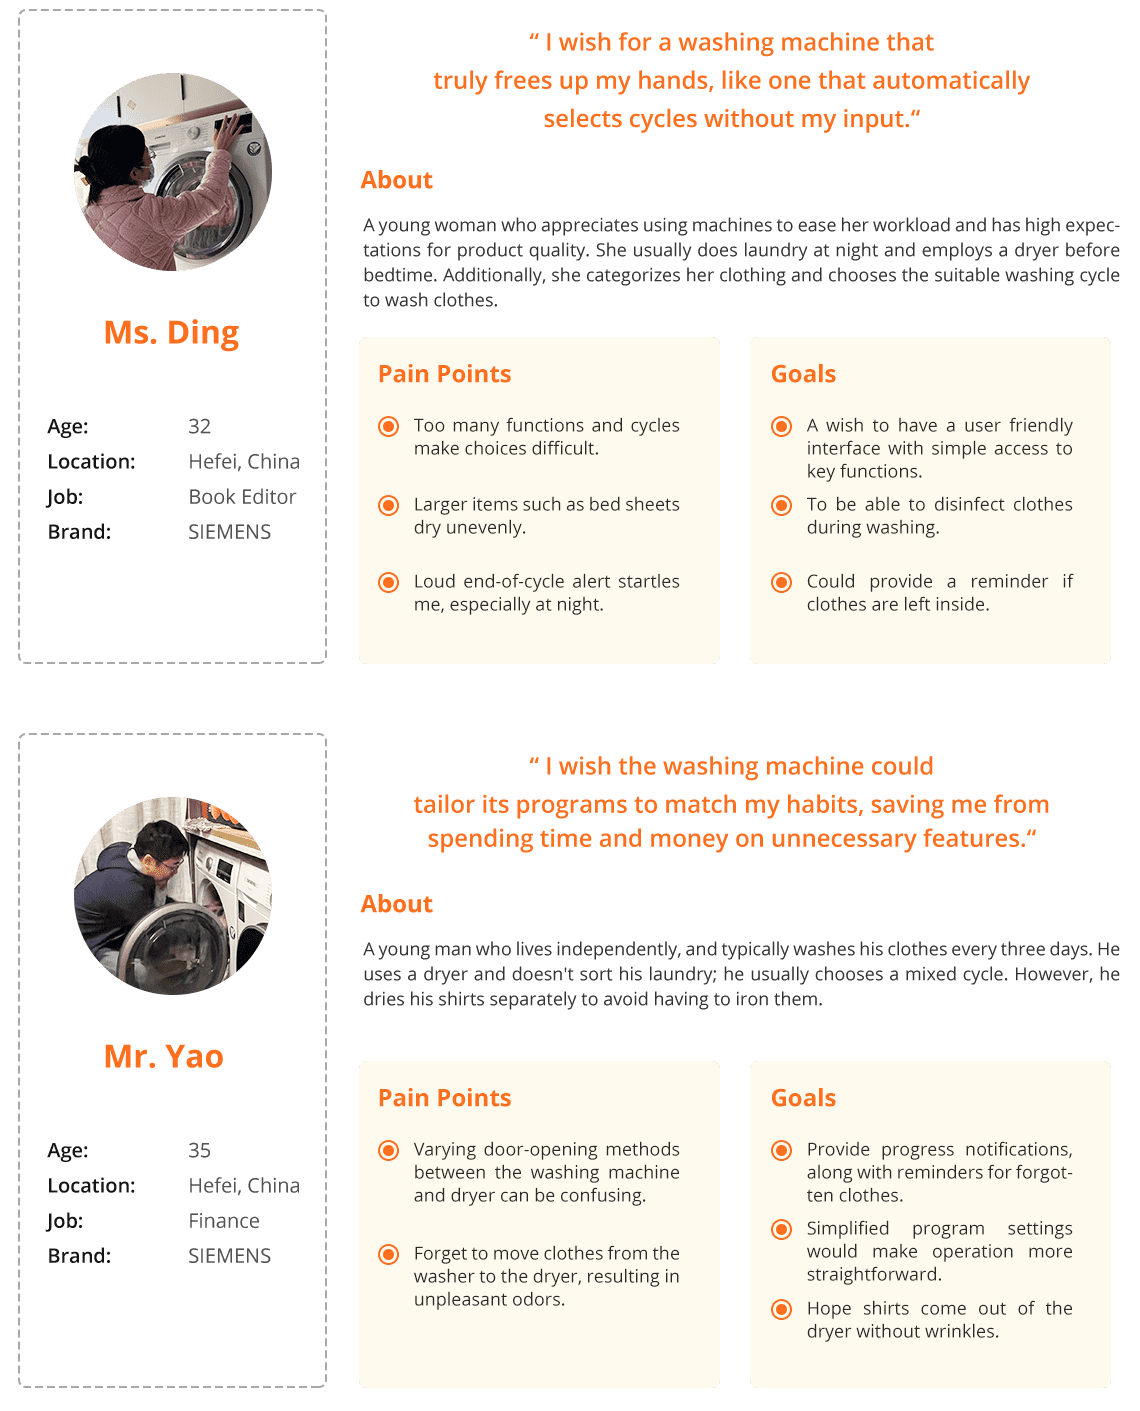 “ I wish for a washing machine that
truly frees up my hands, like one that automatically
selects cycles without my input.“
About
A young woman who appreciates using machines to ease her workload and has high expec-
tations for product quality. She usually does laundry at night and employs a dryer before
bedtime. Additionally, she categorizes her clothing and chooses the suitable washing cycle
to wash clothes.
Ms. Ding
Age: 32
Location: Hefei, China
Job: Book Editor
Brand: SIEMENS
Pain Points
Too many functions and cycles
make choices difficult.
Larger items such as bed sheets
dry unevenly.
Loud end-of-cycle alert startles
me, especially at night.
Goals
A wish to have a user friendly
interface with simple access to
key functions.
To be able to disinfect clothes
during washing.
Could provide a reminder if
clothes are left inside.
“ I wish the washing machine could
tailor its programs to match my habits, saving me from
spending time and money on unnecessary features.“
About
A young man who lives independently, and typically washes his clothes every three days. He
uses a dryer and doesn't sort his laundry; he usually chooses a mixed cycle. However, he
dries his shirts separately to avoid having to iron them.
Mr. Yao
Age: 35
Location: Hefei, China
Job: Finance
Brand: SIEMENS
Pain Points
Varying door-opening methods
between the washing machine
and dryer can be confusing.
Forget to move clothes from the
washer to the dryer, resulting in
unpleasant odors.
Goals
Provide progress notifications,
along with reminders for forgot-
ten clothes.
Simplified program settings
would make operation more
straightforward.
Hope shirts come out of the
dryer without wrinkles.